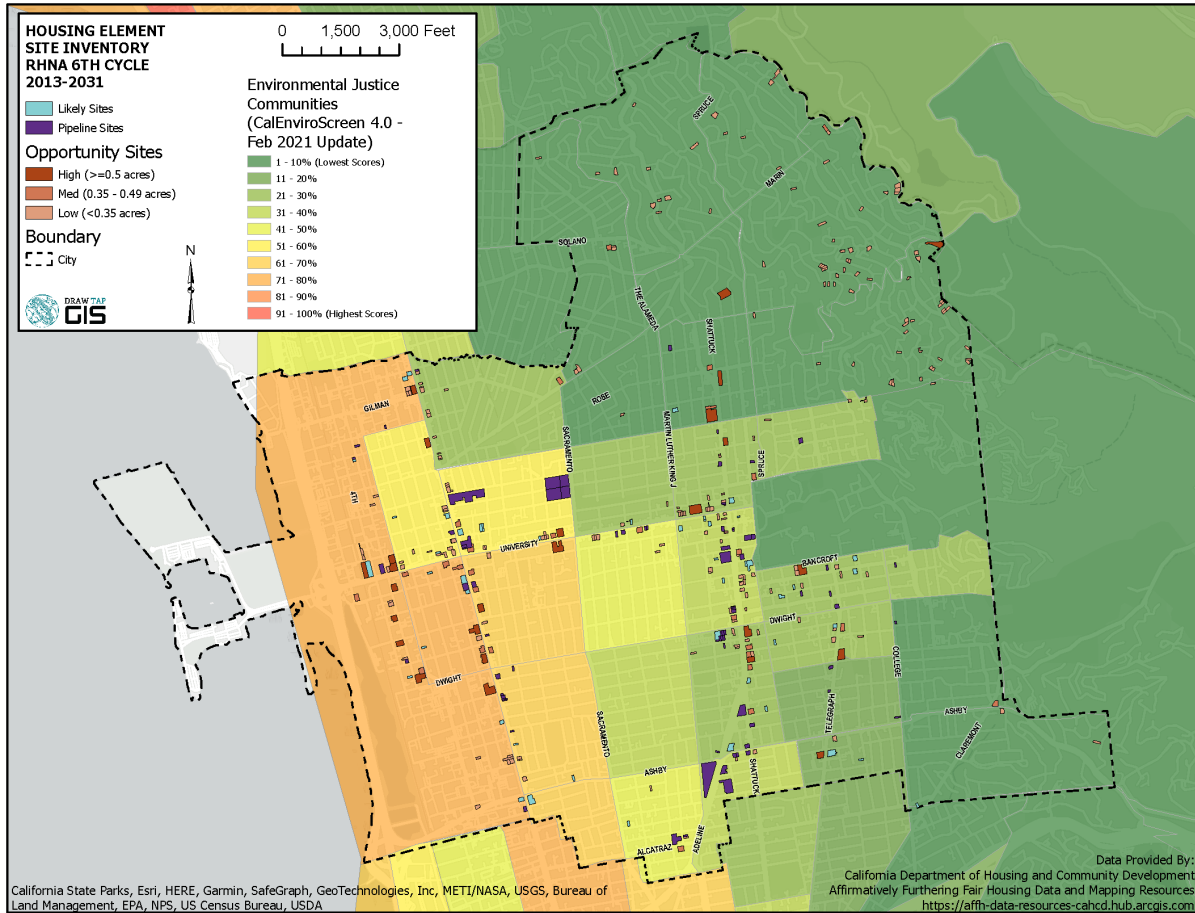 HOUSING ELEMENT
SITE INVENTORY
RHNA 6TH CYCLE
2013-2031
Likely Sites
Pipeline Sites
Opportunity Sites
High (>=0.5 acres)
Med (0.35 - 0.49 acres)
Low (<0.35 acres)
Boundary
City
DRAW TAP
GIS
N
0 1,500 3,000 Feet
Environmental Justice
Communities
(CalEnviroScreen 4.0 -
Feb 2021 Update)
1 - 10% (Lowest Scores)
11 - 20%
21 - 30%
31 - 40%
41 - 50%
51 - 60%
61 - 70%
71 - 80%
81 - 90%
91 - 100% (Highest Scores)
SPRUCE
MARIN
SOLANO
THE ALAMEDA
SHATTUCK
ROSE
GILMAN
SACRAMENTO
MARTIN LUTHER KING J
SPRUCE
4TH
UNIVERSITY
BANCROFT
DWIGHT
COLLEGE
DWIGHT
SACRAMENTO
TELEGRAPH
ASHBY
CLAREMONT
ASHBY
SHATTUCK
ADELINE
ALCATRAZ
California State Parks, Esri, HERE, Garmin, SafeGraph, GeoTechnologies, Inc, METI/NASA, USGS, Bureau of
Land Management, EPA, NPS, US Census Bureau, USDA
Data Provided By:
California Department of Housing and Community Development
Affirmatively Furthering Fair Housing Data and Mapping Resources
https://affh-data-resources-cahcd.hub.arcgis.com